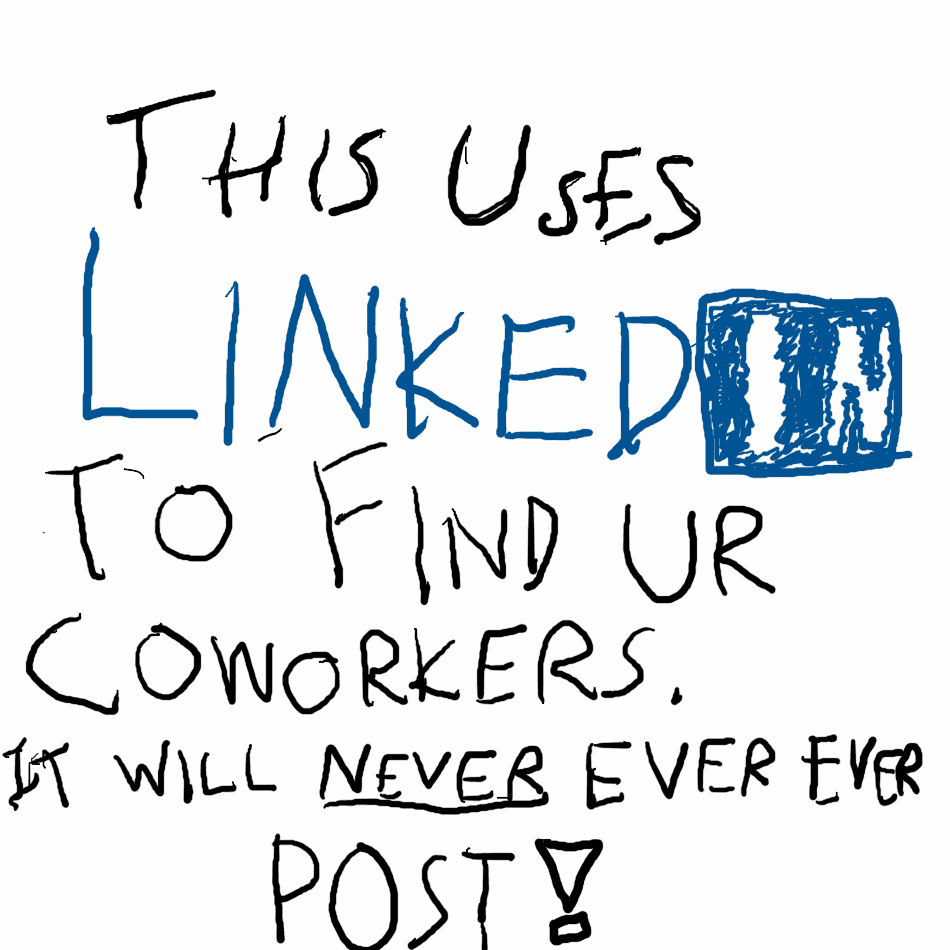 THIS USES
LINKEDIN
TO FIND UR
COWORKERS.
IT WILL NEVER EVER EVER
POST!